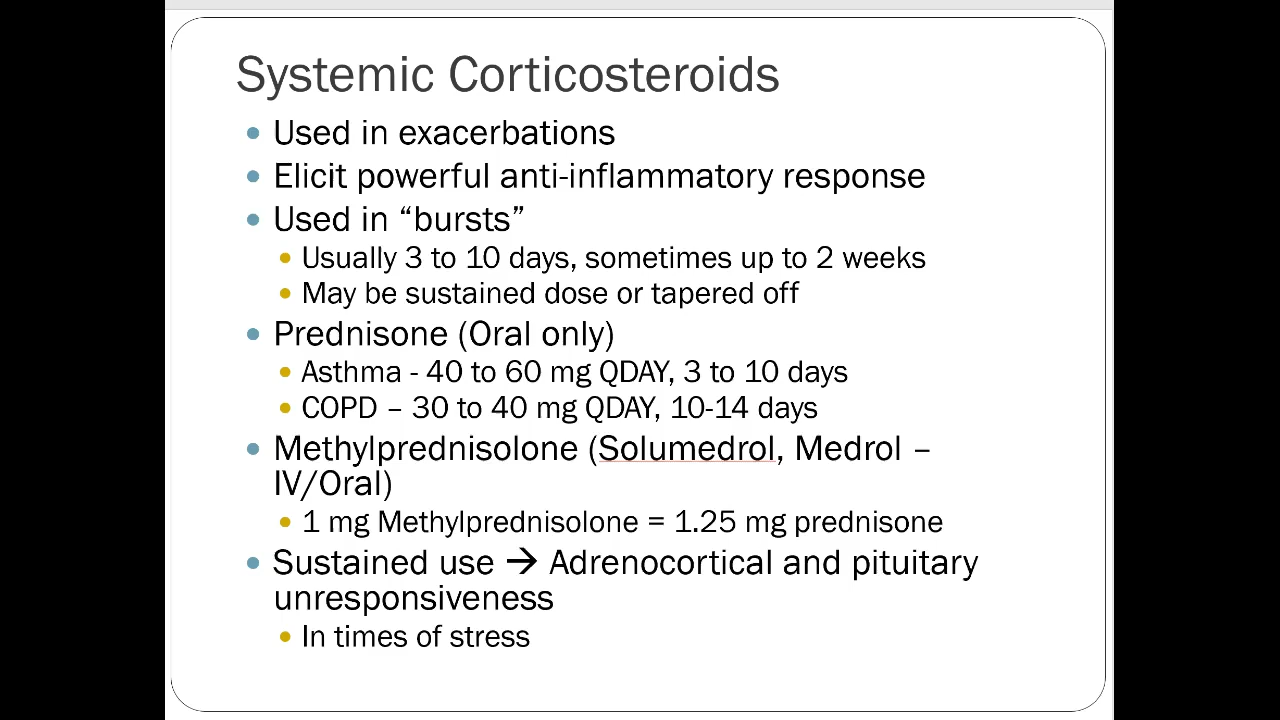 Systemic Corticosteroids
• Used in exacerbations
• Elicit powerful anti-inflammatory response
• Used in “bursts”
• Usually 3 to 10 days, sometimes up to 2 weeks
• May be sustained dose or tapered off
• Prednisone (Oral only)
• Asthma - 40 to 60 mg QDAY, 3 to 10 days
• COPD – 30 to 40 mg QDAY, 10-14 days
• Methylprednisolone (Solumedrol, Medrol –
IV/Oral)
• 1 mg Methylprednisolone = 1.25 mg prednisone
• Sustained use → Adrenocortical and pituitary
unresponsiveness
• In times of stress